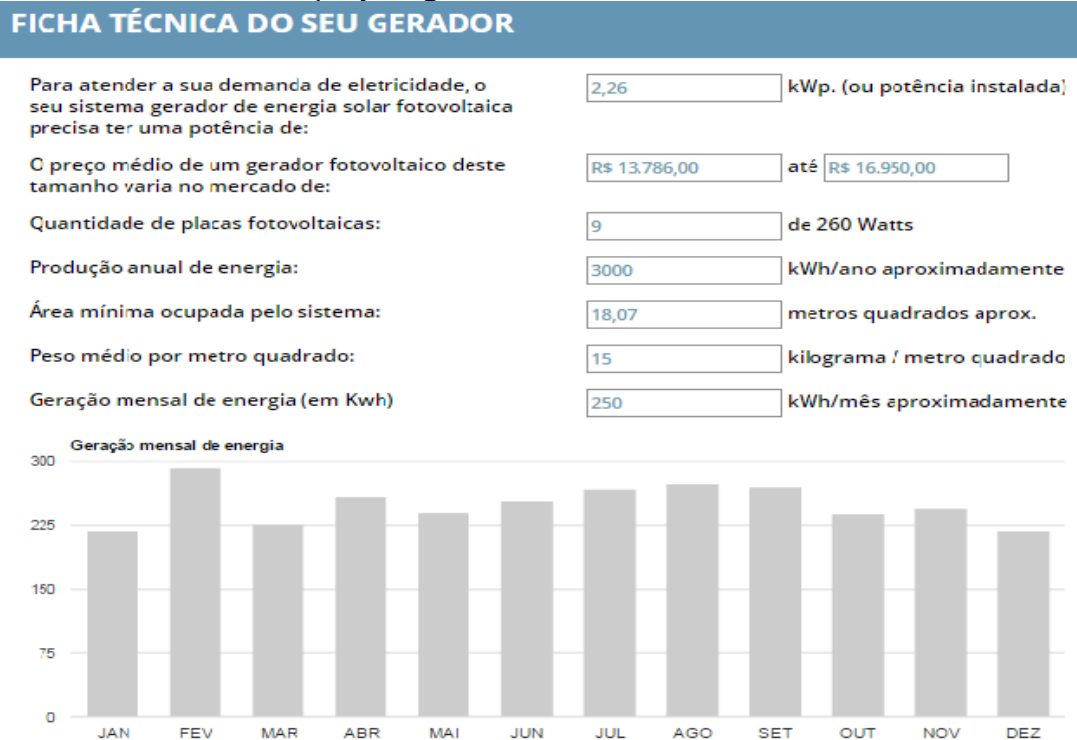 FICHA TÉCNICA DO SEU GERADOR
Para atender a sua demanda de eletricidade, o
seu sistema gerador de energia solar fotovoltaica
precisa ter uma potência de:
2,26 kWp. (ou potência instalada)
O preço médio de um gerador fotovoltaico deste
tamanho varia no mercado de:
R$ 13.786,00 até R$ 16.950,00
Quantidade de placas fotovoltaicas: 9 de 260 Watts
Produção anual de energia: 3000 kWh/ano aproximadamente
Área mínima ocupada pelo sistema: 18,07 metros quadrados aprox.
Peso médio por metro quadrado: 15 kilograma / metro quadrado
Geração mensal de energia (em Kwh) 250 kWh/mês aproximadamente
Geração mensal de energia
300
225
150
75
0
JAN FEV MAR ABR MAI JUN JUL AGO SET OUT NOV DEZ